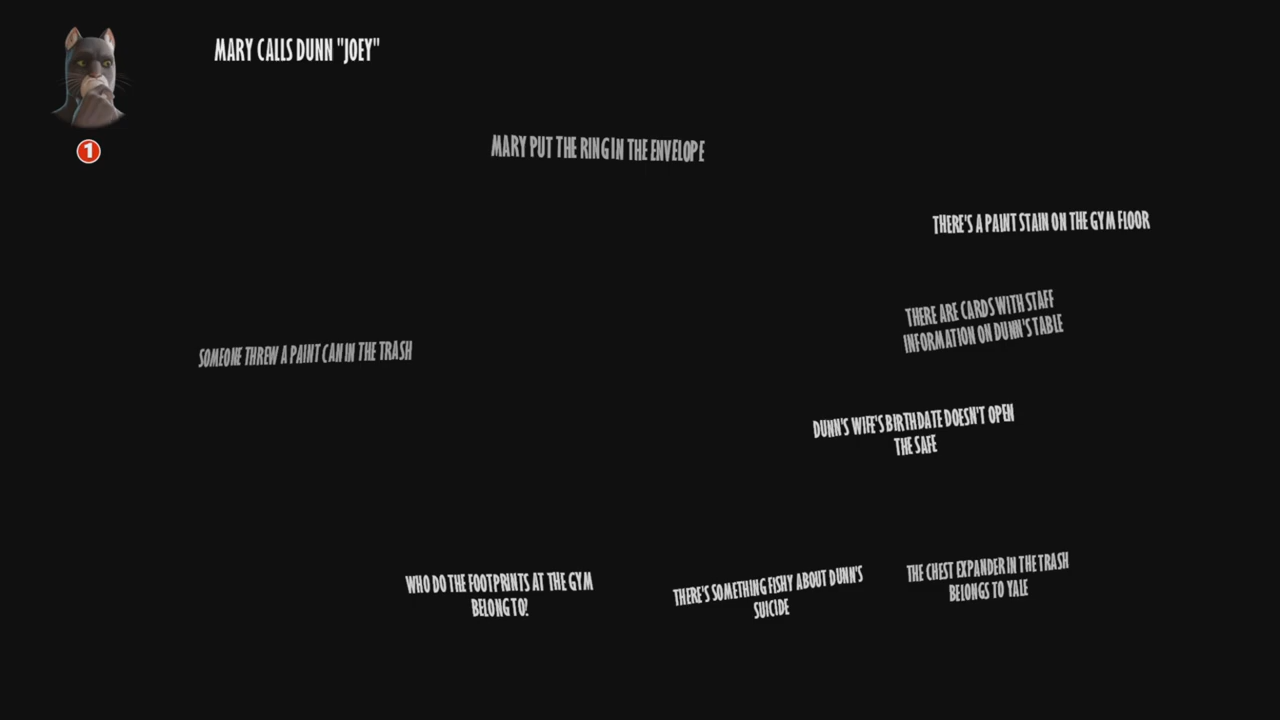 MARY CALLS DUNN "JOEY"
1
MARY PUT THE RING IN THE ENVELOPE
THERE'S A PAINT STAIN ON THE GYM FLOOR
THERE ARE CARDS WITH STAFF
INFORMATION ON DUNN'S TABLE
SOMEONE THREW A PAINT CAN IN THE TRASH
DUNN'S WIFE'S BIRTHDATE DOESN'T OPEN
THE SAFE
WHO DO THE FOOTPRINTS AT THE GYM
BELONG TO?
THERE'S SOMETHING FISHY ABOUT DUNN'S
SUICIDE
THE CHEST EXPANDER IN THE TRASH
BELONGS TO YALE